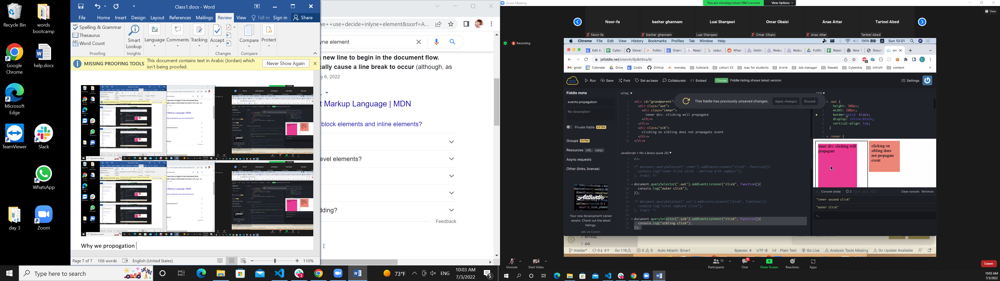 Recycle Bin
words bootcamp
Google Chrome
help.docx
Microsoft Edge
TeamViewer
Slack
WhatsApp
day 3
Zoom
Class1.docx - Word
File Home Insert Design Layout References Mailings Review View Tell m Sign in Share
Spelling & Grammar
Thesaurus
Word Count
Proofing
Smart Lookup
Insights
Language
Comments
Tracking
Accept
Changes
Compare
Compare
Protect
MISSING PROOFING TOOLS This document contains text in Arabic (Jordan) which isn't being proofed.
Never Show Again
Why we propogation
Page 7 of 7 106 words English (United States) 110%
we++use+decide+inlyne+element&sxsrf=A...
yne element
new line to begin in the document flow.
cally cause a line break to occur (although, as
y 6, 2022
t Markup Language | MDN
block elements and inline elements?
evel elements?
dding?
Feedback
Type here to search
73°F
ENG
10:03 AM
7/3/2022
5
Zoom Meeting
You are viewing Lotem Hiki's screen
View Options
View
Noor-fa bashar ghannam Luai Sharqawi Omar Obaisi Anas Attar Tarteel Abed
Noor-fa bashar ghannam Luai Sharqawi Omar Obaisi Anas Attar Tarteel Abed
Recording
Chrome File Edit View History Bookmarks Profiles Tab Window Help
100%
Sun 10:01
Edit As Cyber Elevat Fullsta Overv React redux What Gettin Redux Redux FullSta Rawab New T Docum eve
jsfiddle.net/lotemh/8jdkt8xs/9/
gmail Calendar Drive Codio GitHub monday fullstack cohort 23 mac for students מיונים Job manager Rawabi CyberArk לקוחות content
Run Save Fork Set as base Collaborate Embed Change Fiddle listing shows latest version Settings
Fiddle meta
events propagation
No description
Private fiddle EXTRA
Groups EXTRA
Resources URL cdnjs
Async requests
Other (links, license)
Authentic
Your new development career awaits. Check out the latest listings.
ads via Carbon
HTML
<div id="grandparent">
<div class="out">
<div class="inner">
inner div: clicking will propagate
</div>
</div>
<div class="sib">
clicking on sibling does not propagate event
</div>
</div>
This fiddle has previously unsaved changes. Apply changes Discard
.out {
height: 300px;
width: 200px;
border:solid black;
display: inline-block;
vertical-align: top;
}
.inner {
JavaScript + No-Library (pure JS)
});
/* document.querySelector('.inner').addEventListener("click", function(){
console.log("inner first click - defined with capture");
}, true); */
document.querySelector('.out').addEventListener("click", function(){
console.log("outer click");
});
/* document.querySelector('.out').addEventListener("click", function(){
console.log("outer capture click");
}, true); */
document.querySelector('.sib').addEventListener("click", function(){
console.log("sibling click");
});
inner div: clicking will propagate
clicking on sibling does not propagate event
Console (beta) 2 0 0 0 Clear console Minimize
"inner second click"
"outer click"
MYSQL
GO
master* 0↓ 4↑ Go 1.16 0 0 Auto Attach: Smart Spaces: 4 UTF-8 LF Plain Text Go Live Analysis Tools Missing Go Update Available
Unmute
Start Video
Participants 13
Chat 1
Share Screen
Reactions
Apps
Leave
10:03 AM
7/3/2022